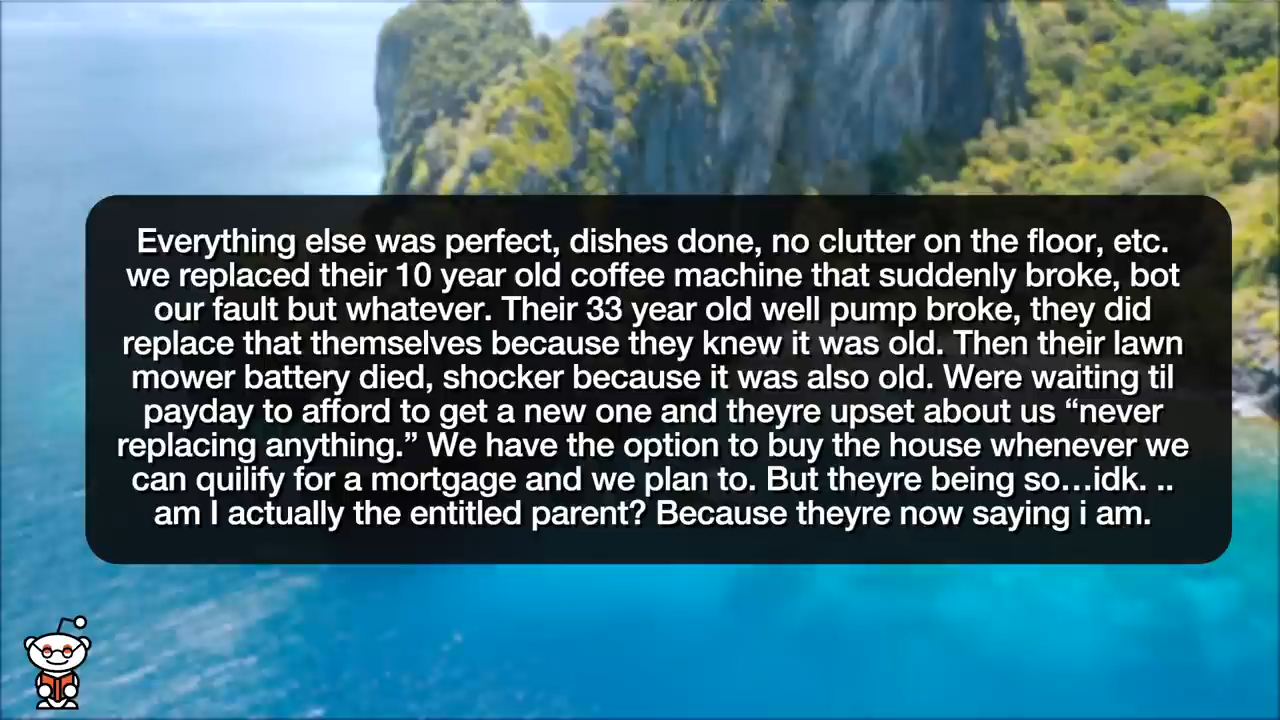 Everything else was perfect, dishes done, no clutter on the floor, etc.
we replaced their 10 year old coffee machine that suddenly broke, bot
our fault but whatever. Their 33 year old well pump broke, they did
replace that themselves because they knew it was old. Then their lawn
mower battery died, shocker because it was also old. Were waiting til
payday to afford to get a new one and theyre upset about us “never
replacing anything.” We have the option to buy the house whenever we
can quilify for a mortgage and we plan to. But theyre being so…idk. ..
am I actually the entitled parent? Because theyre now saying i am.